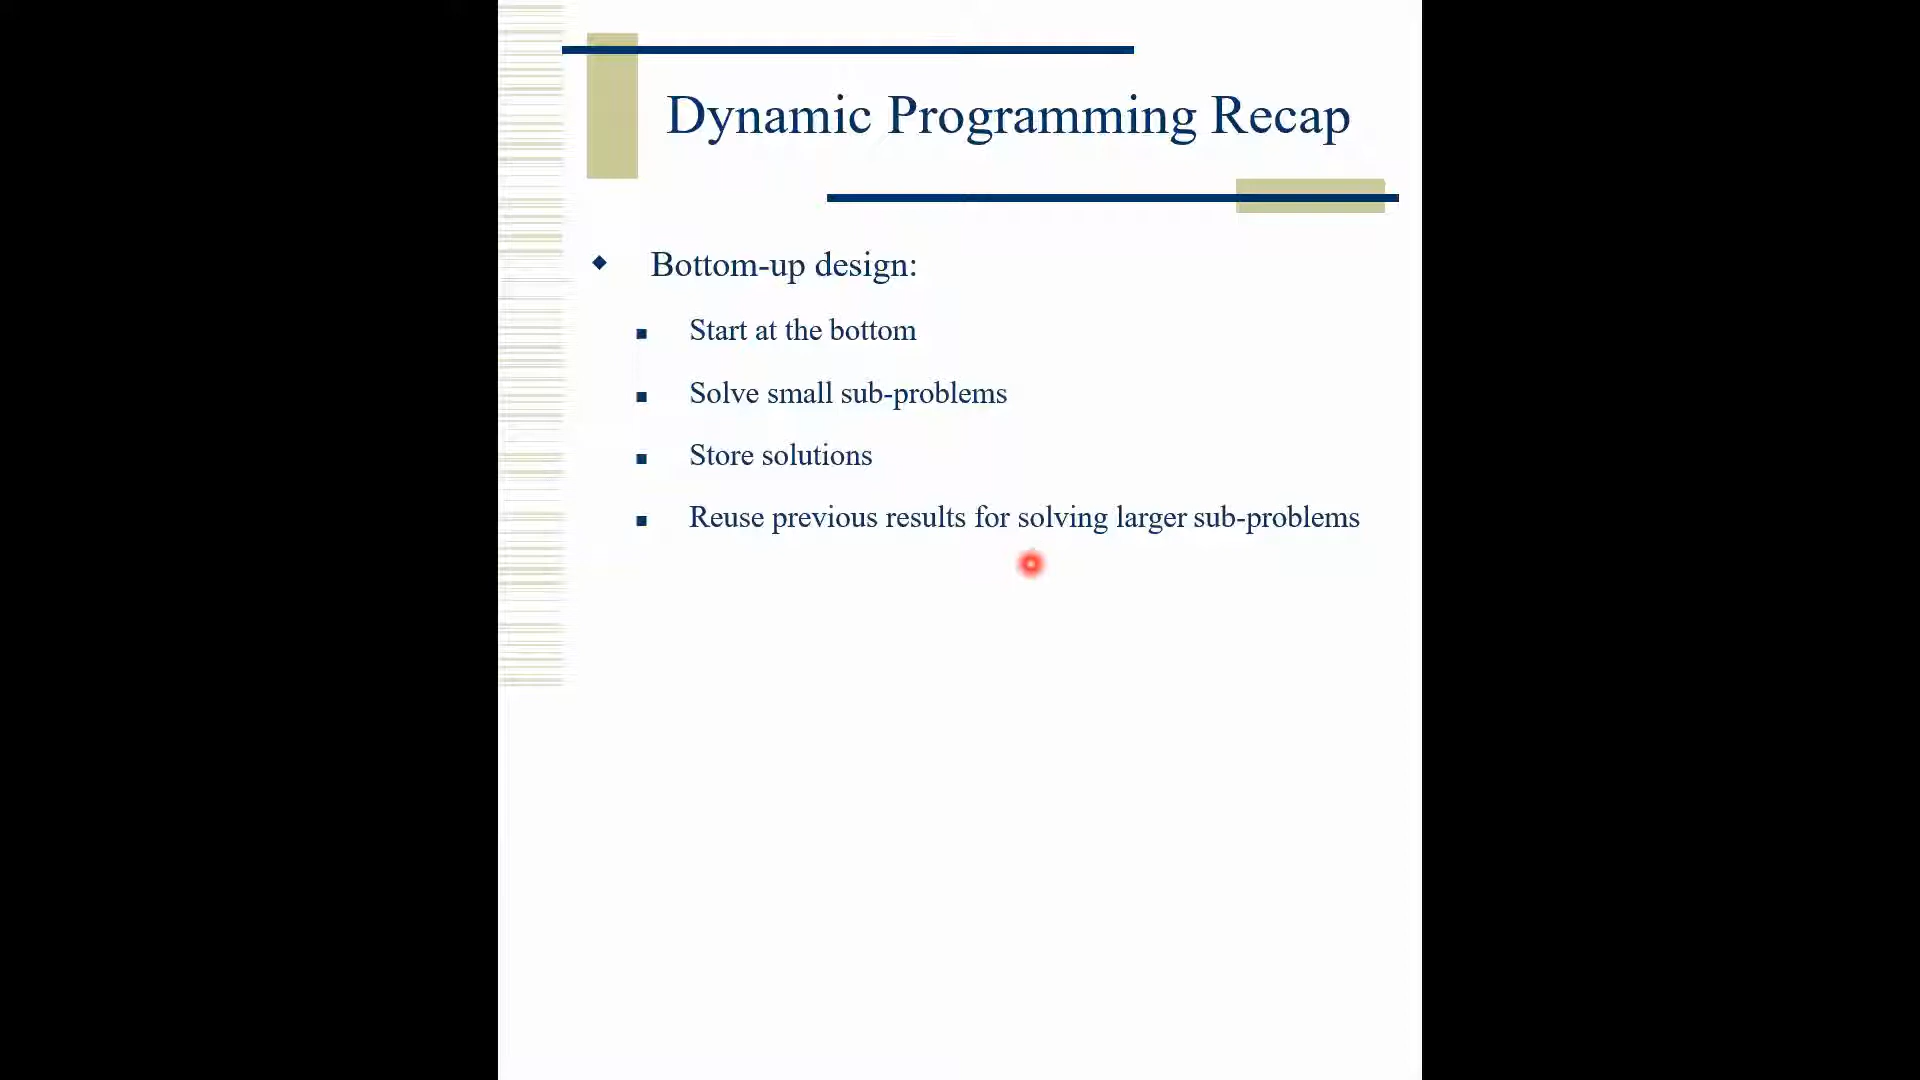 Dynamic Programming Recap
Bottom-up design:
Start at the bottom
Solve small sub-problems
Store solutions
Reuse previous results for solving larger sub-problems